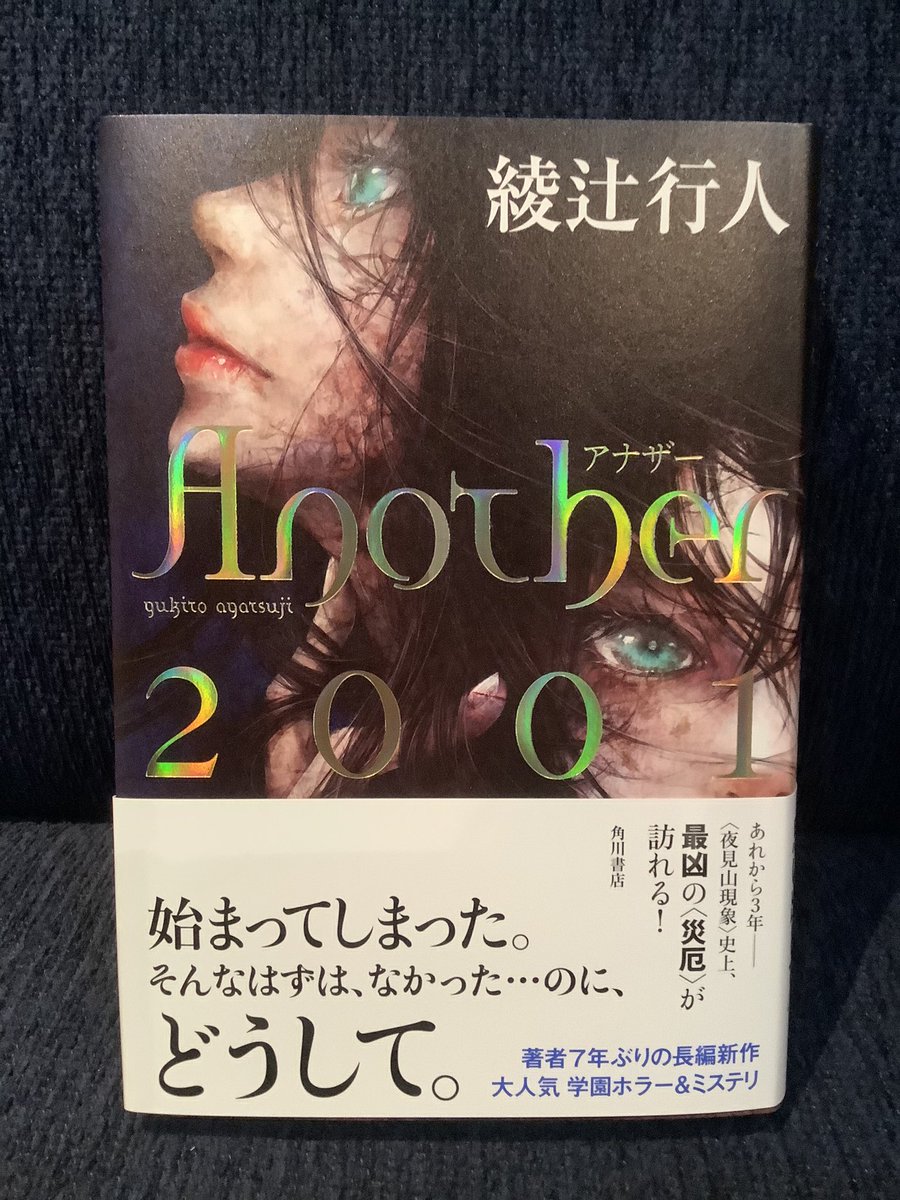 綾辻行人
アナザー
Another
yukito ayatsuji
2001
あれから3年――
〈夜見山現象〉史上、
最凶の〈災厄〉が
訪れる！
角川書店
始まってしまった。
そんなはずは、なかった…のに、
どうして。
著者7年ぶりの長編新作
大人気 学園ホラー&ミステリ